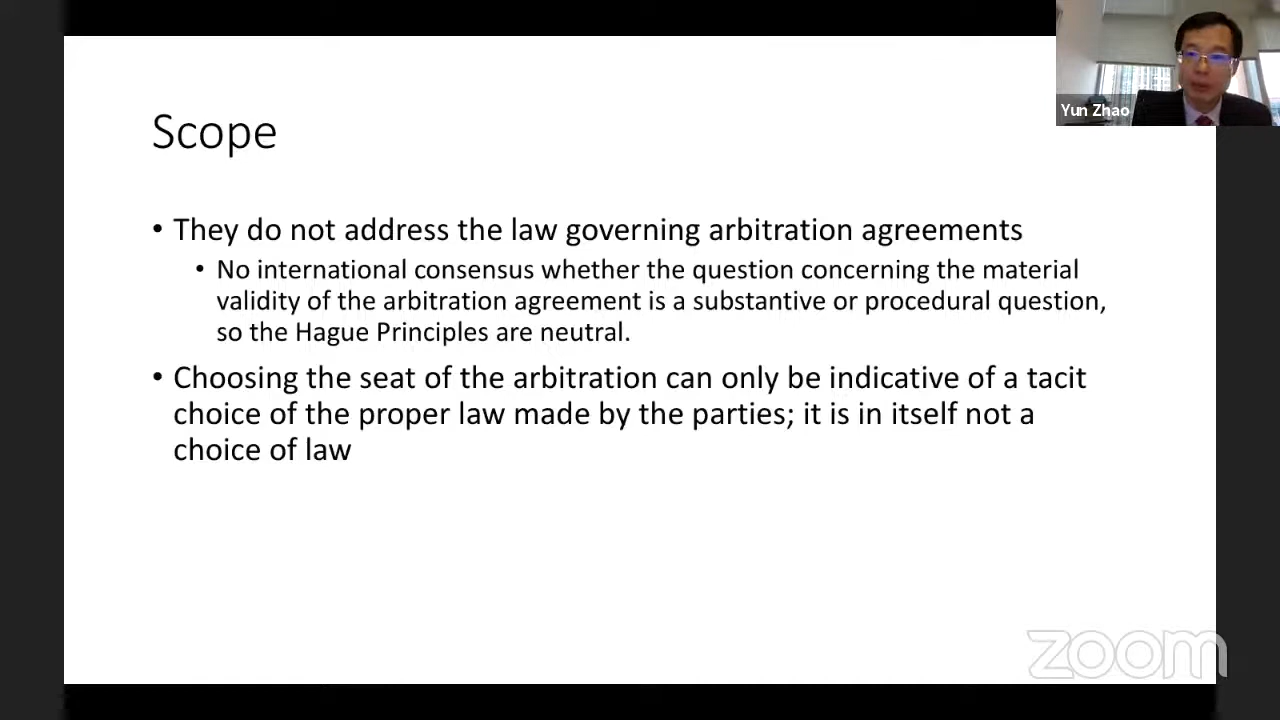 Yun Zhao
Scope
• They do not address the law governing arbitration agreements
• No international consensus whether the question concerning the material
validity of the arbitration agreement is a substantive or procedural question,
so the Hague Principles are neutral.
• Choosing the seat of the arbitration can only be indicative of a tacit
choice of the proper law made by the parties; it is in itself not a
choice of law
zoom